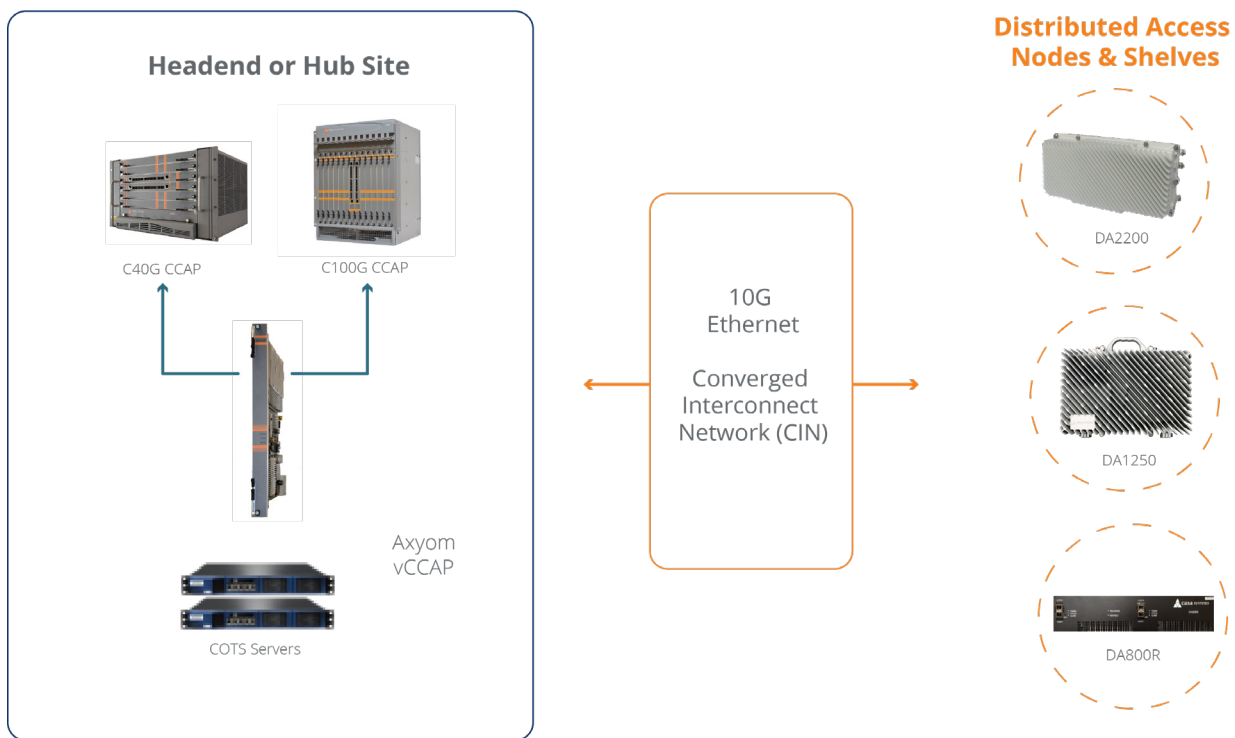 Headend or Hub Site
C40G CCAP
C100G CCAP
Axyom
vCCAP
COTS Servers
10G
Ethernet
Converged
Interconnect
Network (CIN)
Distributed Access
Nodes & Shelves
DA2200
DA1250
casa
DA800R